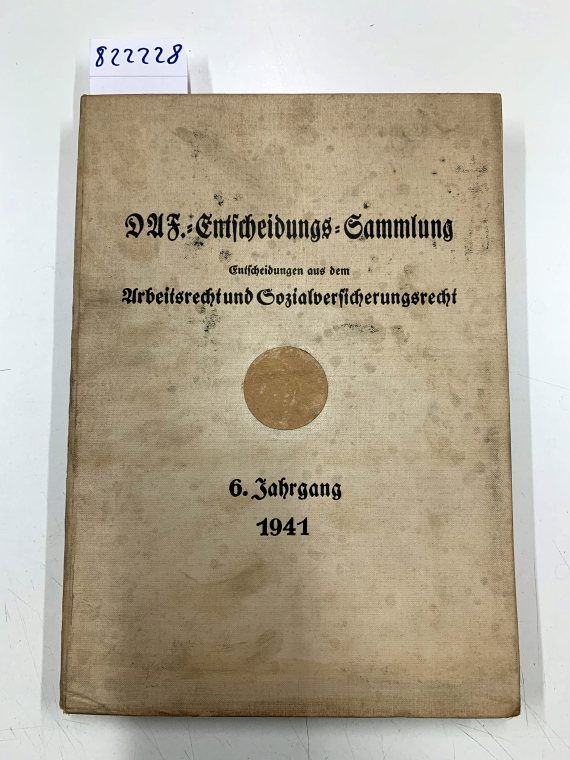 822228
DAF.-Entscheidungs-Sammlung
Entscheidungen aus dem
Arbeitsrecht und Sozialversicherungsrecht
6. Jahrgang
1941